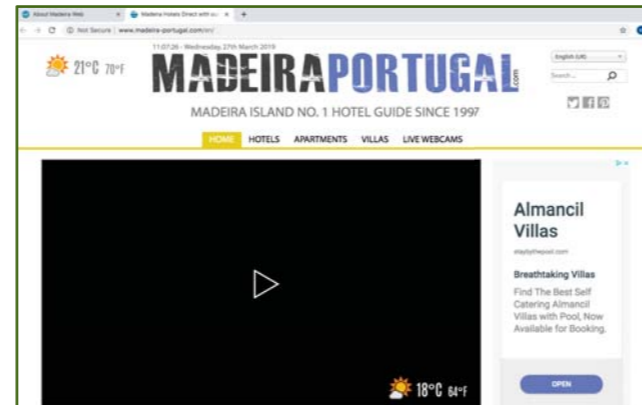 About Madeira Web
Madeira Hotels Direct with ou
Not Secure | www.madeira-portugal.com/en/
11:07:26 - Wednesday, 27th March 2019
English (UK)
21°C 70°F
MADEIRAPORTUGAL.com
Search ...
MADEIRA ISLAND NO. 1 HOTEL GUIDE SINCE 1997
HOME HOTELS APARTMENTS VILLAS LIVE WEBCAMS
Almancil
Villas
staybythepool.com
Breathtaking Villas
Find The Best Self
Catering Almancil
Villas with Pool, Now
Available for Booking.
18°C 64°F
OPEN